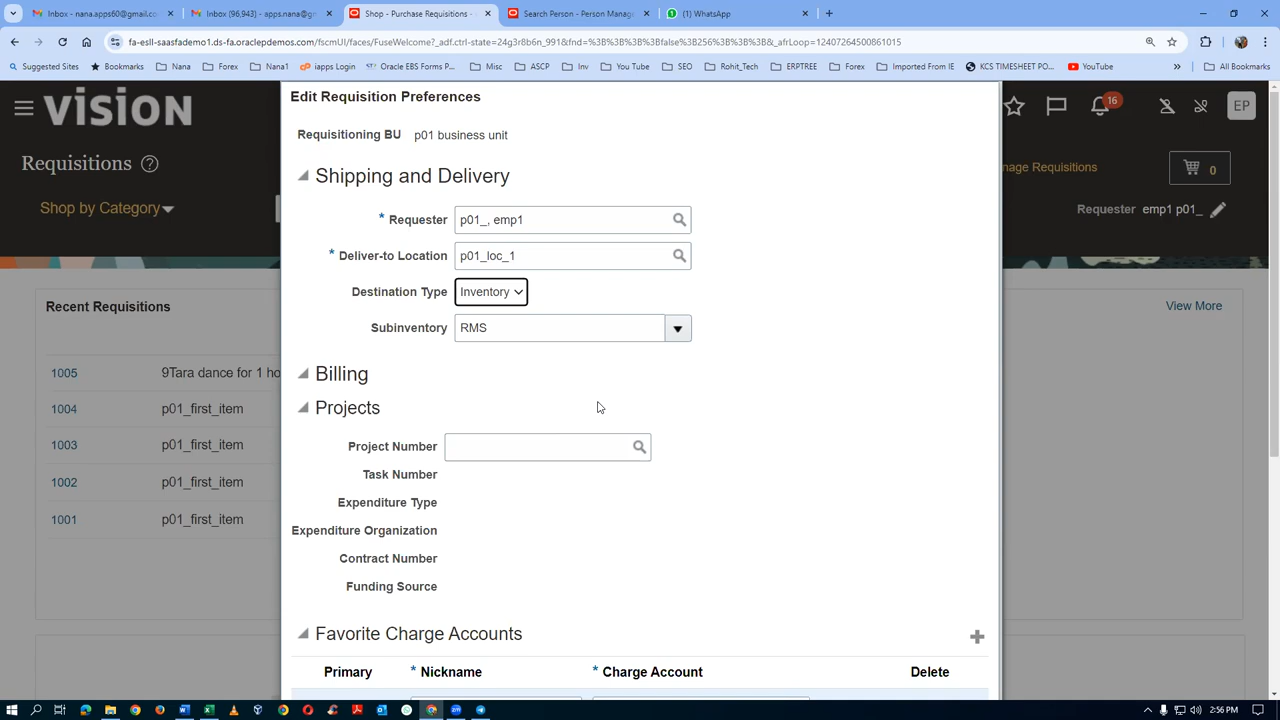 Inbox - nana.apps60@gmail.co
Inbox (96,943) - apps.nana@gm
Shop - Purchase Requisitions -
Search Person - Person Manag
(1) WhatsApp
fa-esll-saasfademo1.ds-fa.oraclepdemos.com/fscmUI/faces/FuseWelcome?_adf.ctrl-state=24g3r8b6n_991&fnd=%3B%3B%3B%3Bfalse%3B256%3B%3B%3B&_afrLoop=12407264500861015
Suggested Sites
Bookmarks
Nana
Forex
Nana1
iapps Login
Oracle EBS Forms P...
Misc
ASCP
Inv
You Tube
SEO
Rohit_Tech
ERPTREE
Forex
Imported From IE
KCS TIMESHEET PO...
YouTube
»
All Bookmarks
VISION
16
EP
Requisitions
nage Requisitions
0
Shop by Category
Requester emp1 p01_
Edit Requisition Preferences
Requisitioning BU p01 business unit
Shipping and Delivery
* Requester p01_, emp1
* Deliver-to Location p01_loc_1
Destination Type Inventory
Subinventory RMS
Billing
Projects
Project Number
Task Number
Expenditure Type
Expenditure Organization
Contract Number
Funding Source
Favorite Charge Accounts
Primary * Nickname * Charge Account Delete
Recent Requisitions
View More
1005 9Tara dance for 1 ho
1004 p01_first_item
1003 p01_first_item
1002 p01_first_item
1001 p01_first_item
2:56 PM